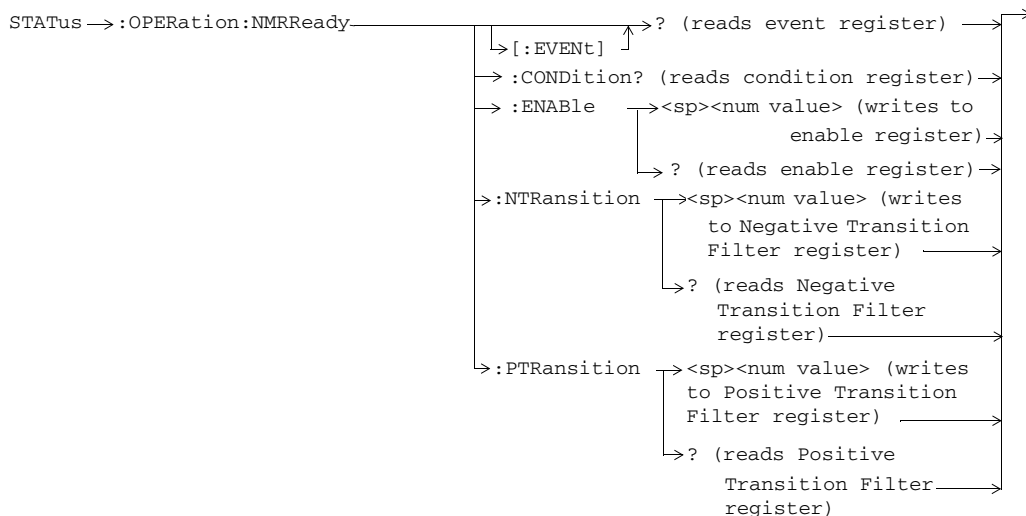 STATus :OPERation:NMRReady ? (reads event register)
[:EVENt]
:CONDition? (reads condition register)
:ENABle <sp><num value> (writes to
enable register)
? (reads enable register)
:NTRansition <sp><num value> (writes
to Negative Transition
Filter register)
? (reads Negative
Transition Filter
register)
:PTRansition <sp><num value> (writes
to Positive Transition
Filter register)
? (reads Positive
Transition Filter
register)